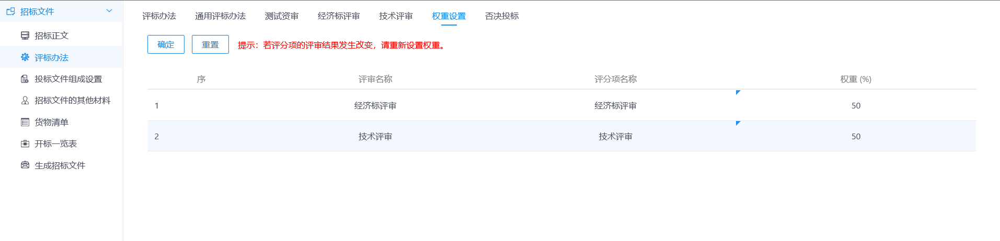 招标文件
招标正文
评标办法
投标文件组成设置
招标文件的其他材料
货物清单
开标一览表
生成招标文件
评标办法 通用评标办法 测试资审 经济标评审 技术评审 权重设置 否决投标
确定 重置 提示：若评分项的评审结果发生改变，请重新设置权重。
序 评审名称 评分项名称 权重 (%)
1 经济标评审 经济标评审 50
2 技术评审 技术评审 50